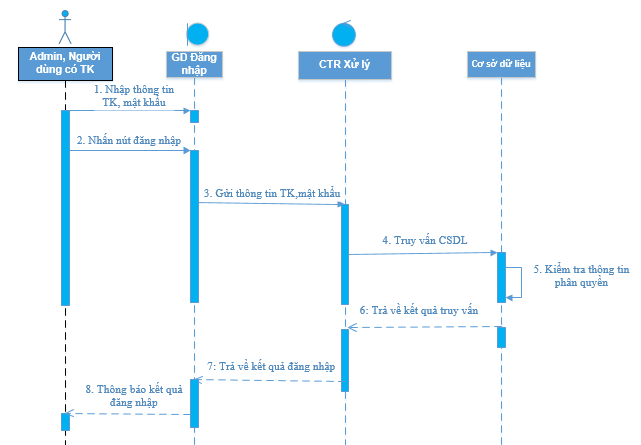 Admin, Người
dùng có TK
GD Đăng
nhập
CTR Xử lý
Cơ sở dữ liệu
1. Nhập thông tin
TK, mật khẩu
2. Nhấn nút đăng nhập
3. Gửi thông tin TK,mật khẩu
4. Truy vấn CSDL
5. Kiểm tra thông tin
phân quyền
6: Trả về kết quả truy vấn
7: Trả về kết quả đăng nhập
8. Thông báo kết quả
đăng nhập